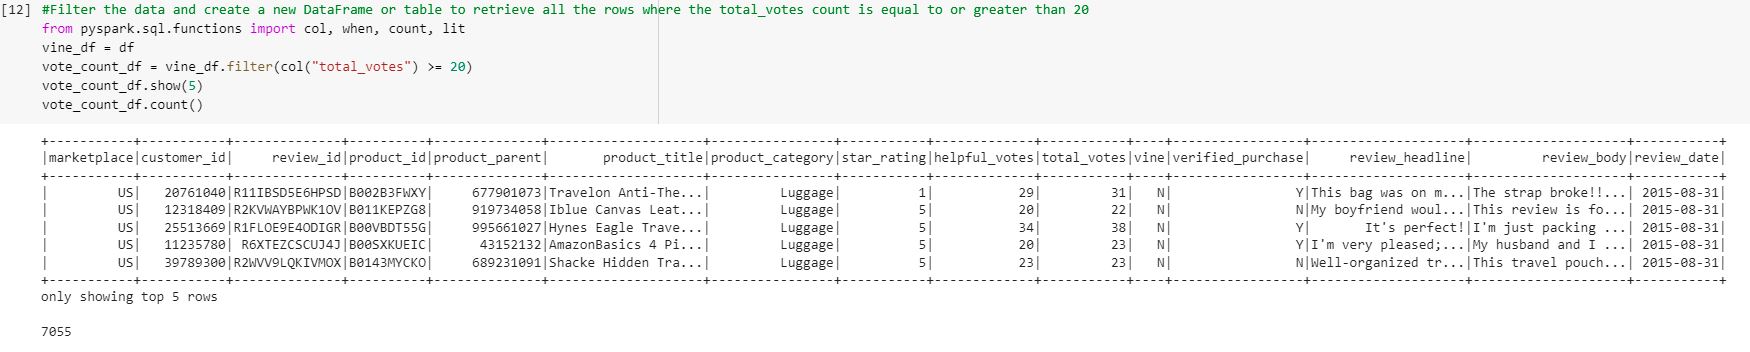 [12] #Filter the data and create a new DataFrame or table to retrieve all the rows where the total_votes count is equal to or greater than 20
from pyspark.sql.functions import col, when, count, lit
vine_df = df
vote_count_df = vine_df.filter(col("total_votes") >= 20)
vote_count_df.show(5)
vote_count_df.count()
+-----------+-----------+--------------+----------+--------------+--------------------+----------------+-----------+-------------+-----------+----+-----------------+--------------------+--------------------+-----------+
|marketplace|customer_id|     review_id|product_id|product_parent|       product_title|product_category|star_rating|helpful_votes|total_votes|vine|verified_purchase|     review_headline|         review_body|review_date|
+-----------+-----------+--------------+----------+--------------+--------------------+----------------+-----------+-------------+-----------+----+-----------------+--------------------+--------------------+-----------+
|         US|   20761040|R11IBSD5E6HPSD|B002B3FWXY|     677901073|Travelon Anti-The...|         Luggage|          1|           29|         31|   N|                Y|This bag was on m...|The strap broke!!...| 2015-08-31|
|         US|   12318409|R2KVWAYBPWK1OV|B011KEPZG8|     919734058|Iblue Canvas Leat...|         Luggage|          5|           20|         22|   N|                N|My boyfriend woul...|This review is fo...| 2015-08-31|
|         US|   25513669|R1FLOE9E4ODIGR|B00VBDT55G|     995661027|Hynes Eagle Trave...|         Luggage|          5|           34|         38|   N|                Y|       It's perfect!|I'm just packing ...| 2015-08-31|
|         US|   11235780| R6XTEZCSCUJ4J|B00SXKUEIC|      43152132|AmazonBasics 4 Pi...|         Luggage|          5|           20|         23|   N|                Y|I'm very pleased;...|My husband and I ...| 2015-08-31|
|         US|   39789300|R2WVV9LQKIVMOX|B0143MYCKO|     689231091|Shacke Hidden Tra...|         Luggage|          5|           23|         23|   N|                N|Well-organized tr...|This travel pouch...| 2015-08-31|
+-----------+-----------+--------------+----------+--------------+--------------------+----------------+-----------+-------------+-----------+----+-----------------+--------------------+--------------------+-----------+
only showing top 5 rows
7055